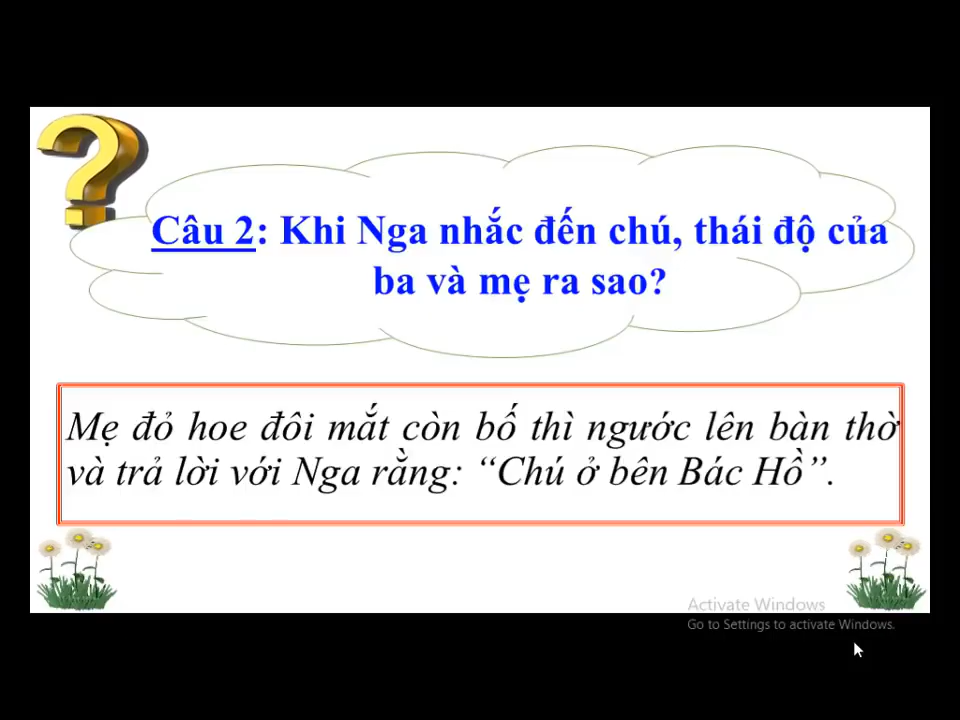 Câu 2: Khi Nga nhắc đến chú, thái độ của
ba và mẹ ra sao?
Mẹ đỏ hoe đôi mắt còn bố thì ngước lên bàn thờ
và trả lời với Nga rằng: “Chú ở bên Bác Hồ”.
Activate Windows
Go to Settings to activate Windows.